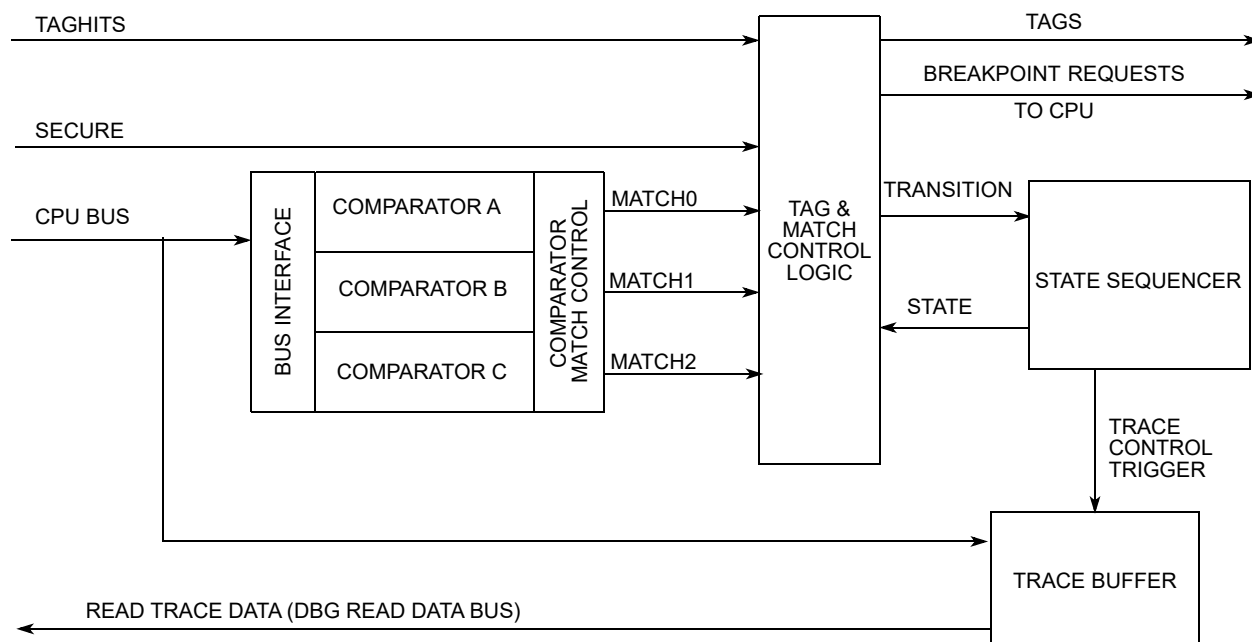 TAGHITS
TAGS
BREAKPOINT REQUESTS
TO CPU
SECURE
CPU BUS
BUS INTERFACE
COMPARATOR A
COMPARATOR B
COMPARATOR C
COMPARATOR
MATCH CONTROL
MATCH0
MATCH1
MATCH2
TAG &
MATCH
CONTROL
LOGIC
TRANSITION
STATE
STATE SEQUENCER
TRACE
CONTROL
TRIGGER
TRACE BUFFER
READ TRACE DATA (DBG READ DATA BUS)